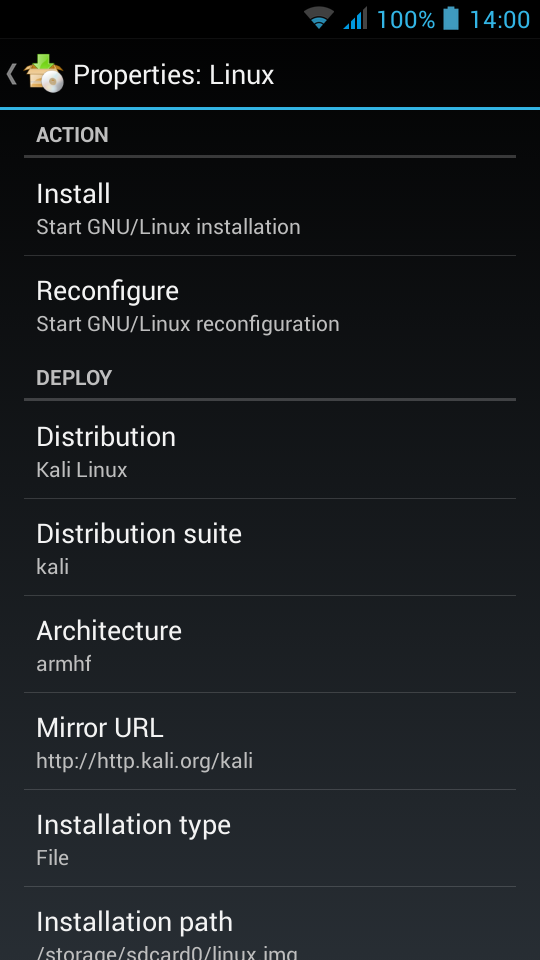 100% 14:00
Properties: Linux
ACTION
Install
Start GNU/Linux installation
Reconfigure
Start GNU/Linux reconfiguration
DEPLOY
Distribution
Kali Linux
Distribution suite
kali
Architecture
armhf
Mirror URL
http://http.kali.org/kali
Installation type
File
Installation path
/storage/sdcard0/linux.img